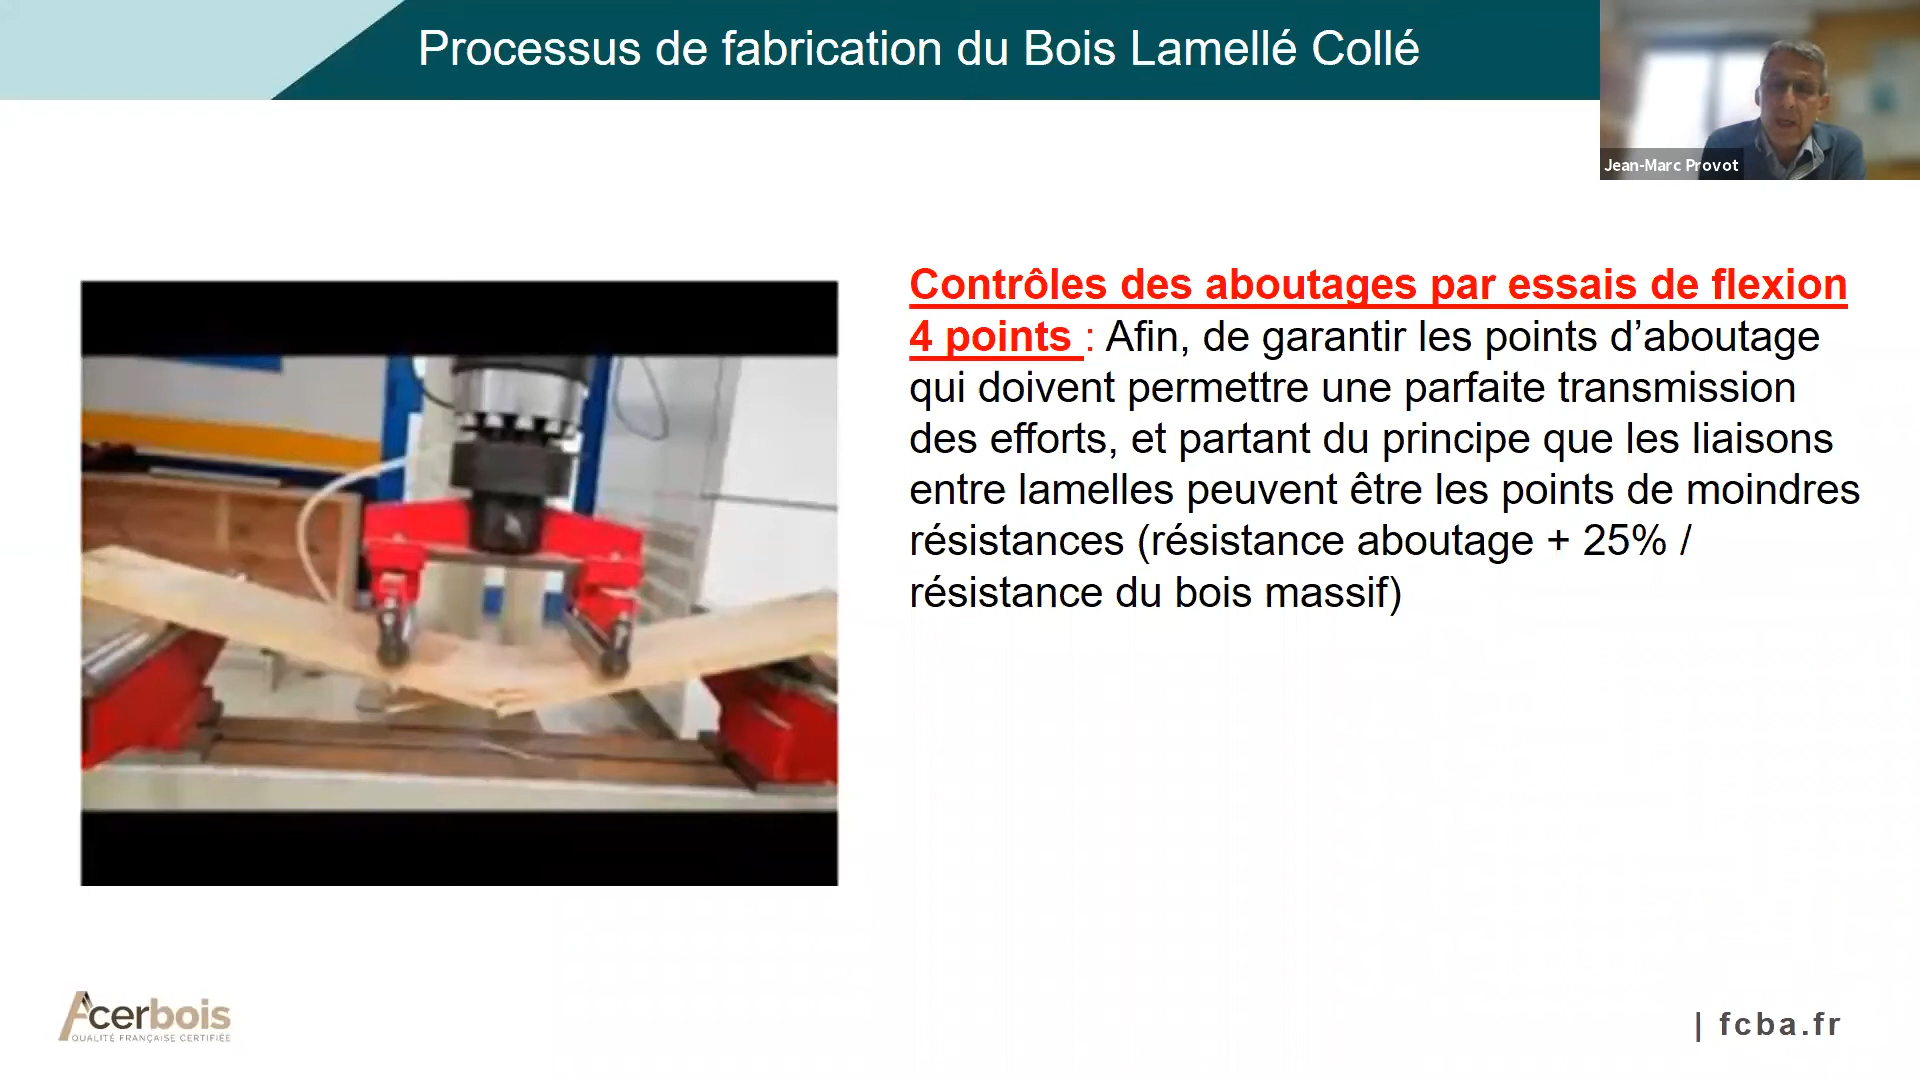 Processus de fabrication du Bois Lamellé Collé
Jean-Marc Provot
Contrôles des aboutages par essais de flexion
4 points : Afin, de garantir les points d’aboutage
qui doivent permettre une parfaite transmission
des efforts, et partant du principe que les liaisons
entre lamelles peuvent être les points de moindres
résistances (résistance aboutage + 25% /
résistance du bois massif)
Acerbois
QUALITÉ FRANÇAISE CERTIFIÉE
| fcba.fr